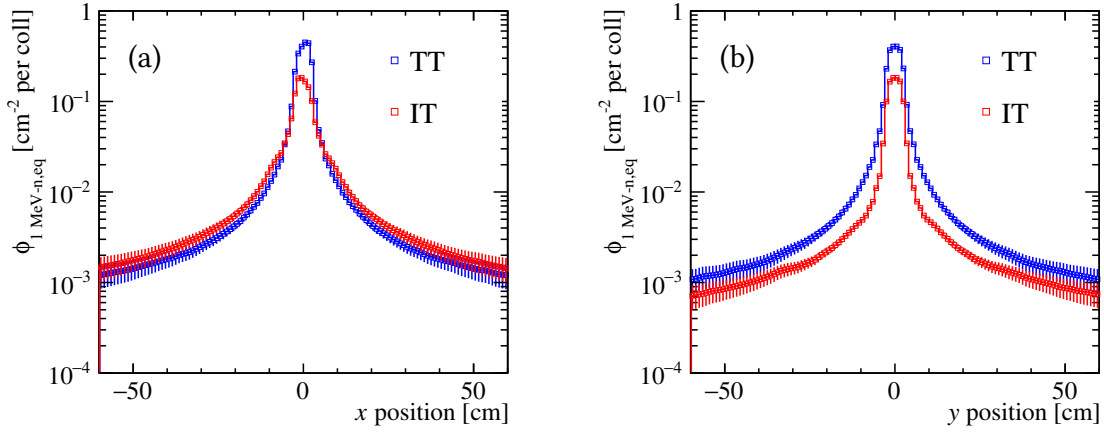 ϕ1 MeV-n,eq [cm-2 per coll]
1
10−1
10−2
10−3
10−4
(a)
TT
IT
−50
0
50
x position [cm]
ϕ1 MeV-n,eq [cm-2 per coll]
1
10−1
10−2
10−3
10−4
(b)
TT
IT
−50
0
50
y position [cm]